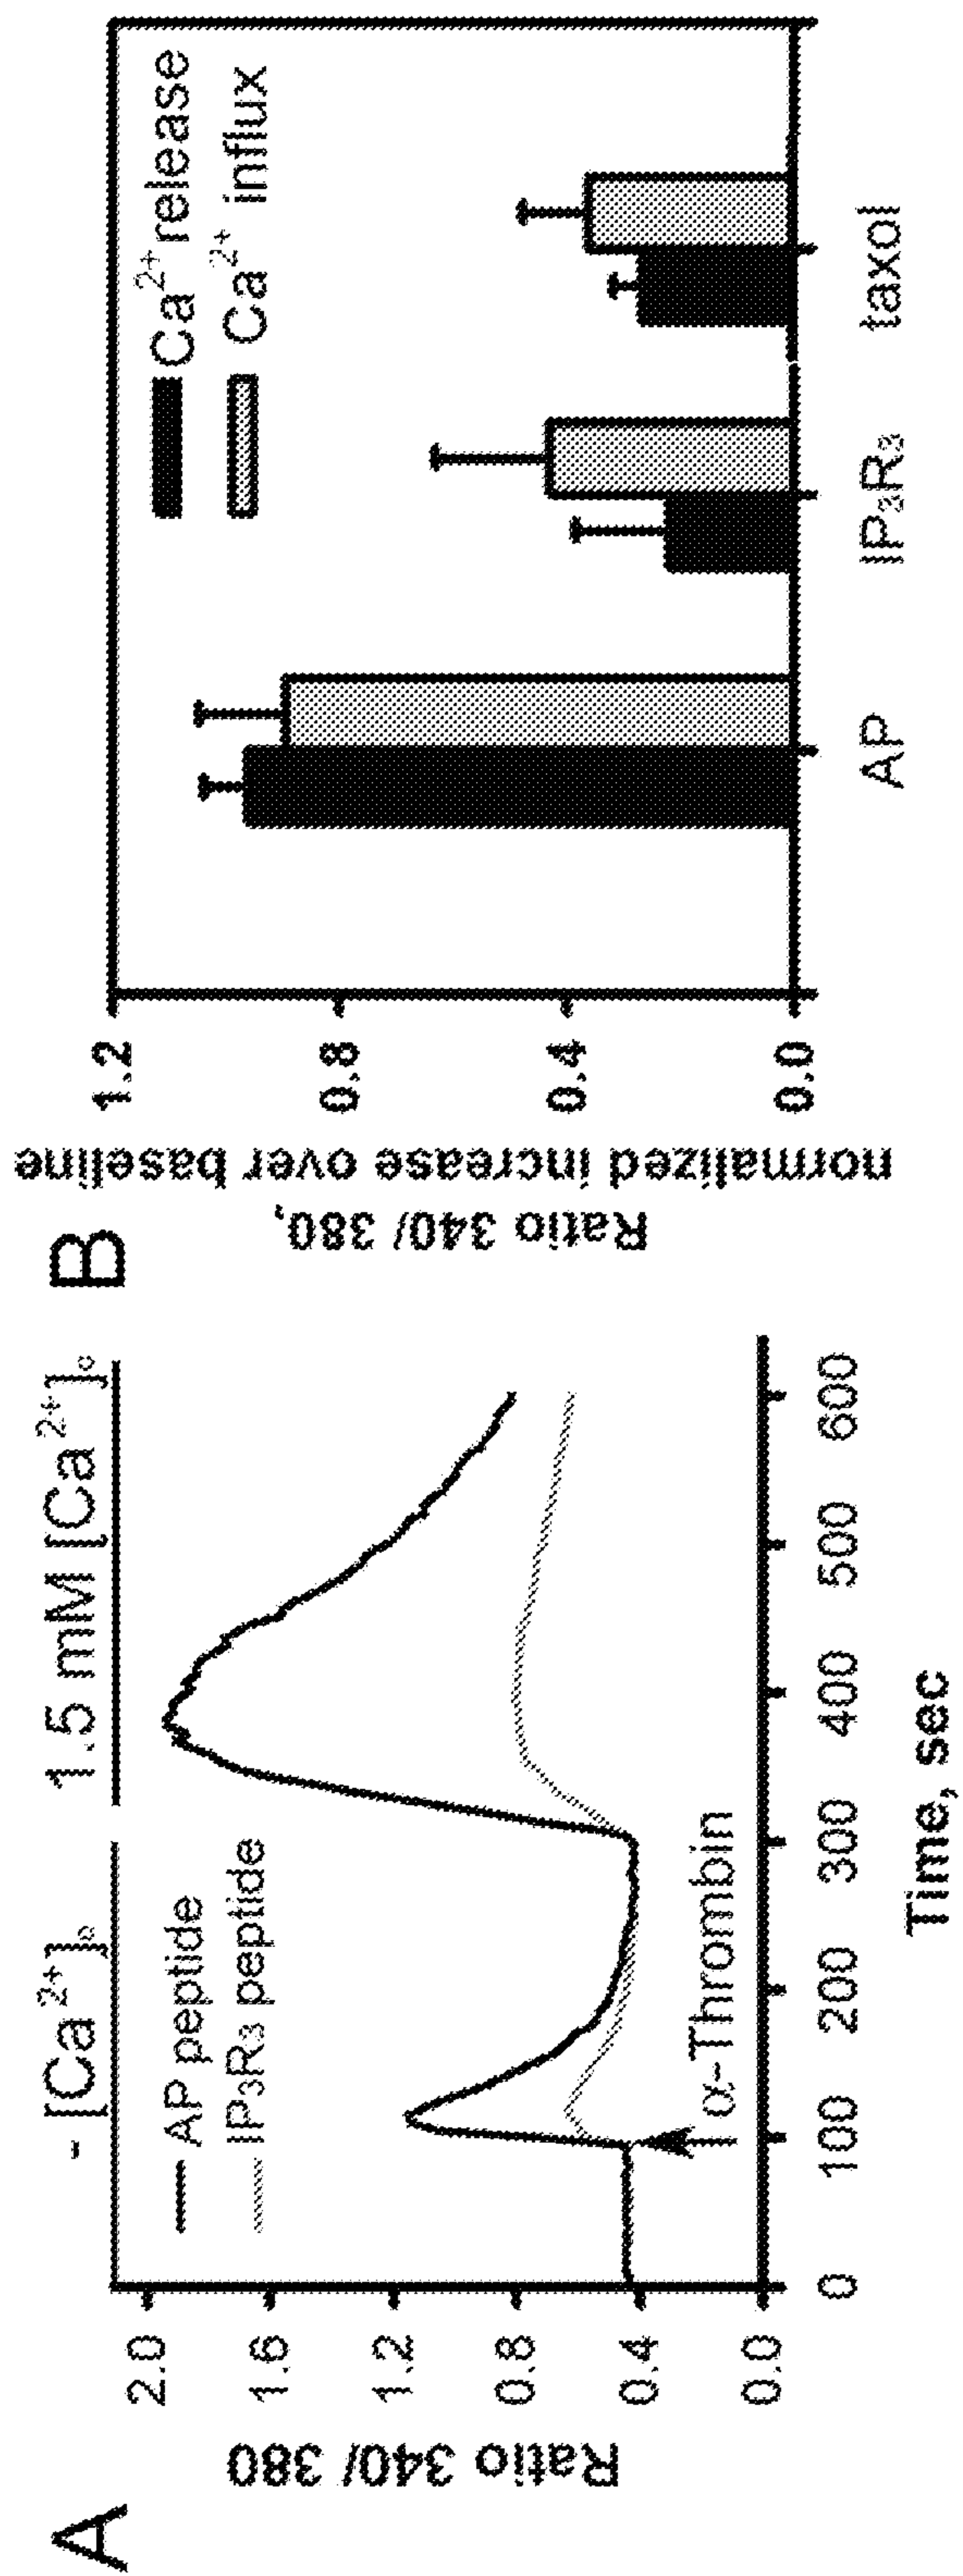 A
- [Ca2+]o
1.5 mM [Ca2+]o
AP peptide
IP3R3 peptide
α-Thrombin
Ratio 340/ 380
2.0
1.6
1.2
0.8
0.4
0.0
0
100
200
300
400
500
600
Time, sec
B
Ca2+ release
Ca2+ influx
Ratio 340/ 380,
normalized increase over baseline
1.2
0.8
0.4
0.0
AP
IP3R3
taxol